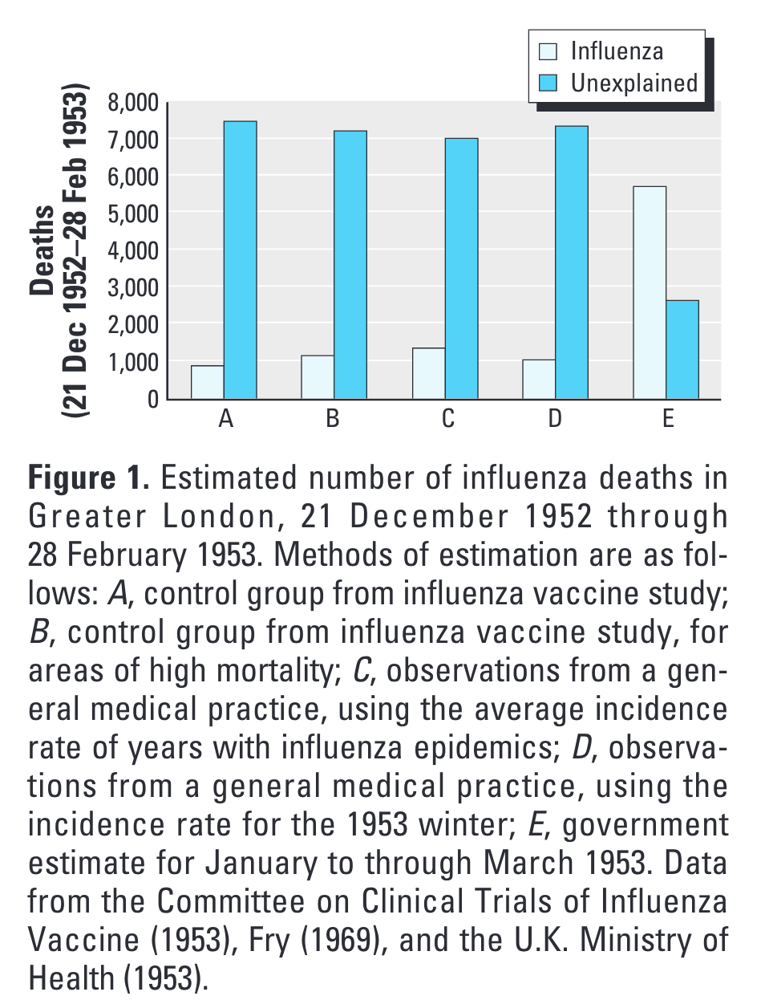 Influenza
Unexplained
Deaths
(21 Dec 1952–28 Feb 1953)
8,000
7,000
6,000
5,000
4,000
3,000
2,000
1,000
0
A B C D E
Figure 1. Estimated number of influenza deaths in
Greater London, 21 December 1952 through
28 February 1953. Methods of estimation are as fol-
lows: A, control group from influenza vaccine study;
B, control group from influenza vaccine study, for
areas of high mortality; C, observations from a gen-
eral medical practice, using the average incidence
rate of years with influenza epidemics; D, observa-
tions from a general medical practice, using the
incidence rate for the 1953 winter; E, government
estimate for January to through March 1953. Data
from the Committee on Clinical Trials of Influenza
Vaccine (1953), Fry (1969), and the U.K. Ministry of
Health (1953).